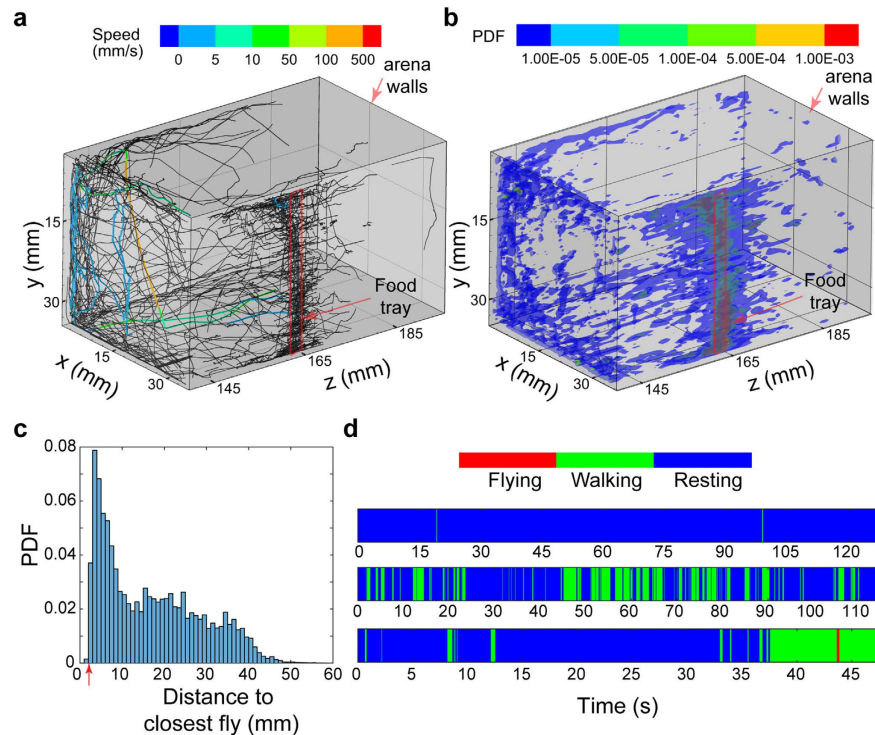 a
Speed
(mm/s)
0 5 10 50 100 500
arena
walls
y (mm)
15
30
x (mm)
15
30
z (mm)
145
165
185
Food
tray
b
PDF
1.00E-05 5.00E-05 1.00E-04 5.00E-04 1.00E-03
arena
walls
y (mm)
15
30
x (mm)
15
30
z (mm)
145
165
185
Food
tray
c
PDF
0.08
0.06
0.04
0.02
0
0 10 20 30 40 50 60
Distance to
closest fly (mm)
d
Flying Walking Resting
0 15 30 45 60 75 90 105 120
0 10 20 30 40 50 60 70 80 90 100 110
0 5 10 15 20 25 30 35 40 45
Time (s)